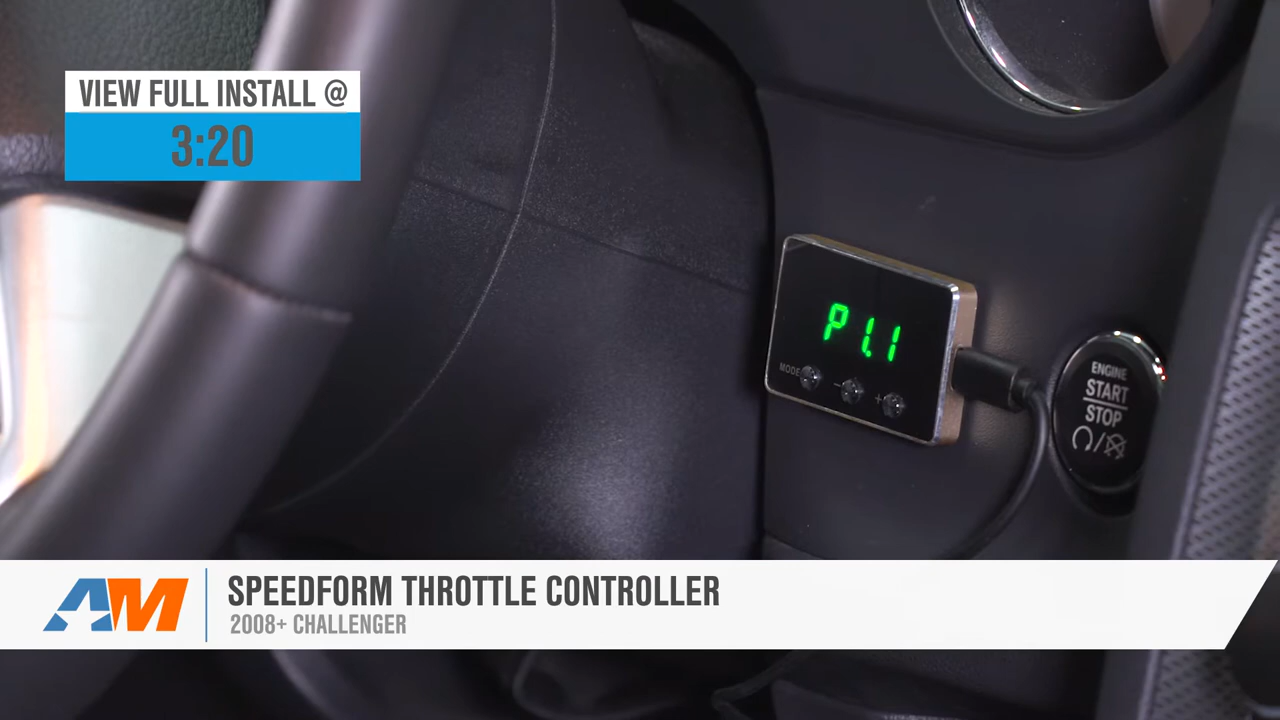 VIEW FULL INSTALL @
3:20
P1.1
MODE - +
ENGINE
START
STOP
AM
SPEEDFORM THROTTLE CONTROLLER
2008+ CHALLENGER